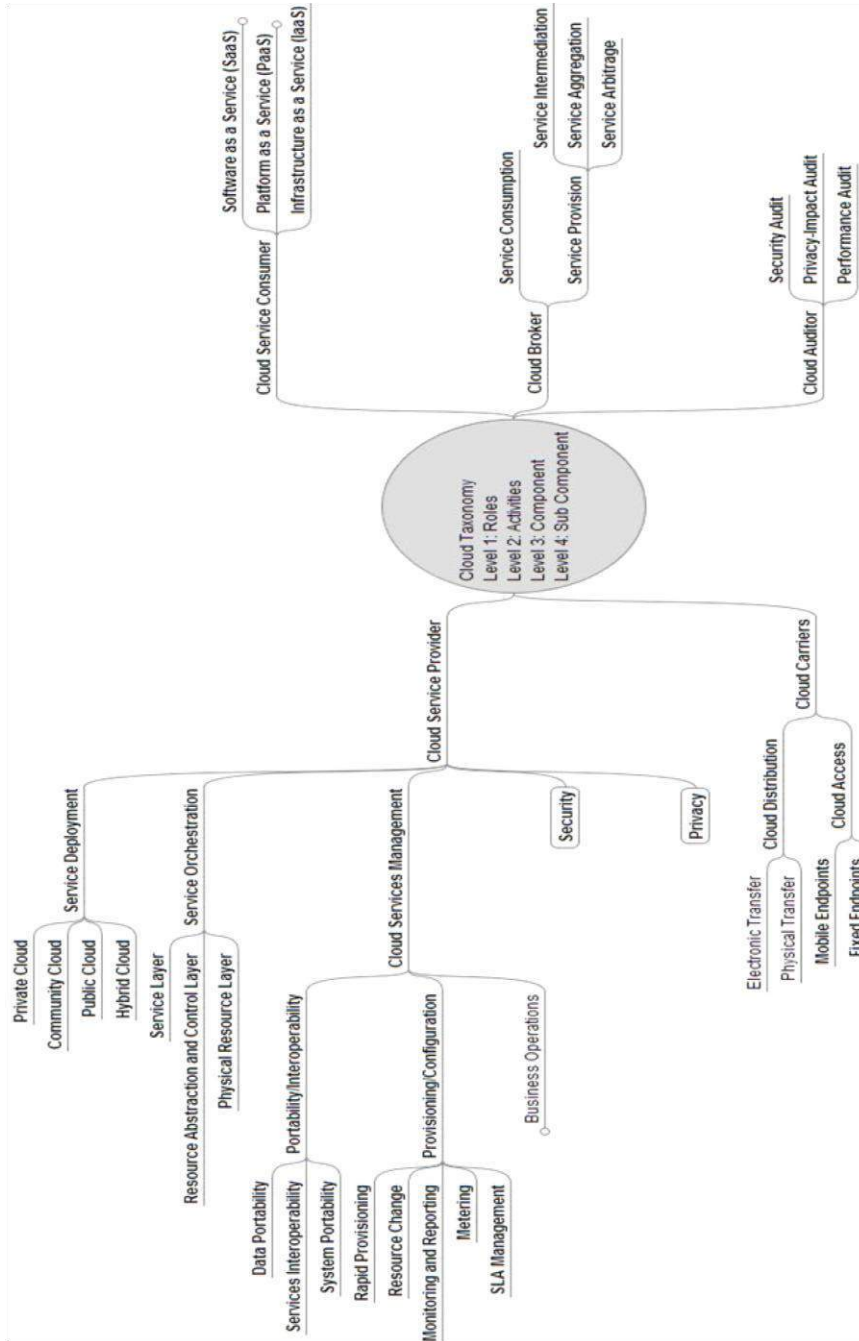 Cloud Taxonomy
Level 1: Roles
Level 2: Activities
Level 3: Component
Level 4: Sub Component
Cloud Service Consumer
Software as a Service (SaaS)
Platform as a Service (PaaS)
Infrastructure as a Service (IaaS)
Cloud Broker
Service Consumption
Service Provision
Service Intermediation
Service Aggregation
Service Arbitrage
Cloud Auditor
Security Audit
Privacy-Impact Audit
Performance Audit
Cloud Service Provider
Service Deployment
Private Cloud
Community Cloud
Public Cloud
Hybrid Cloud
Service Orchestration
Service Layer
Resource Abstraction and Control Layer
Physical Resource Layer
Cloud Services Management
Portability/Interoperability
Data Portability
Services Interoperability
System Portability
Provisioning/Configuration
Rapid Provisioning
Resource Change
Monitoring and Reporting
Metering
SLA Management
Business Operations
Security
Privacy
Cloud Carriers
Cloud Distribution
Electronic Transfer
Physical Transfer
Cloud Access
Mobile Endpoints
Fixed Endpoints